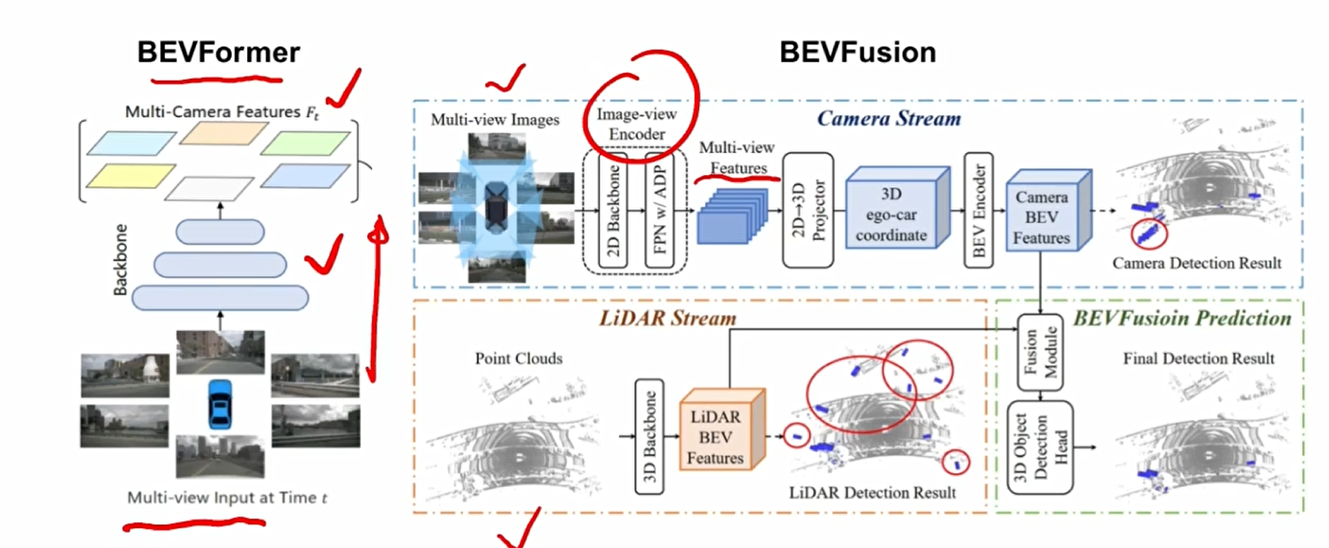 BEVFormer
Multi-Camera Features Fₜ
Backbone
Multi-view Input at Time t
BEVFusion
Camera Stream
Multi-view Images
Image-view
Encoder
2D Backbone
FPN w/ ADP
Multi-view
Features
2D→3D
Projector
3D
ego-car
coordinate
BEV Encoder
Camera
BEV
Features
Camera Detection Result
LiDAR Stream
Point Clouds
3D Backbone
LiDAR
BEV
Features
LiDAR Detection Result
BEVFusioin Prediction
Fusion
Module
3D Object
Detection
Head
Final Detection Result